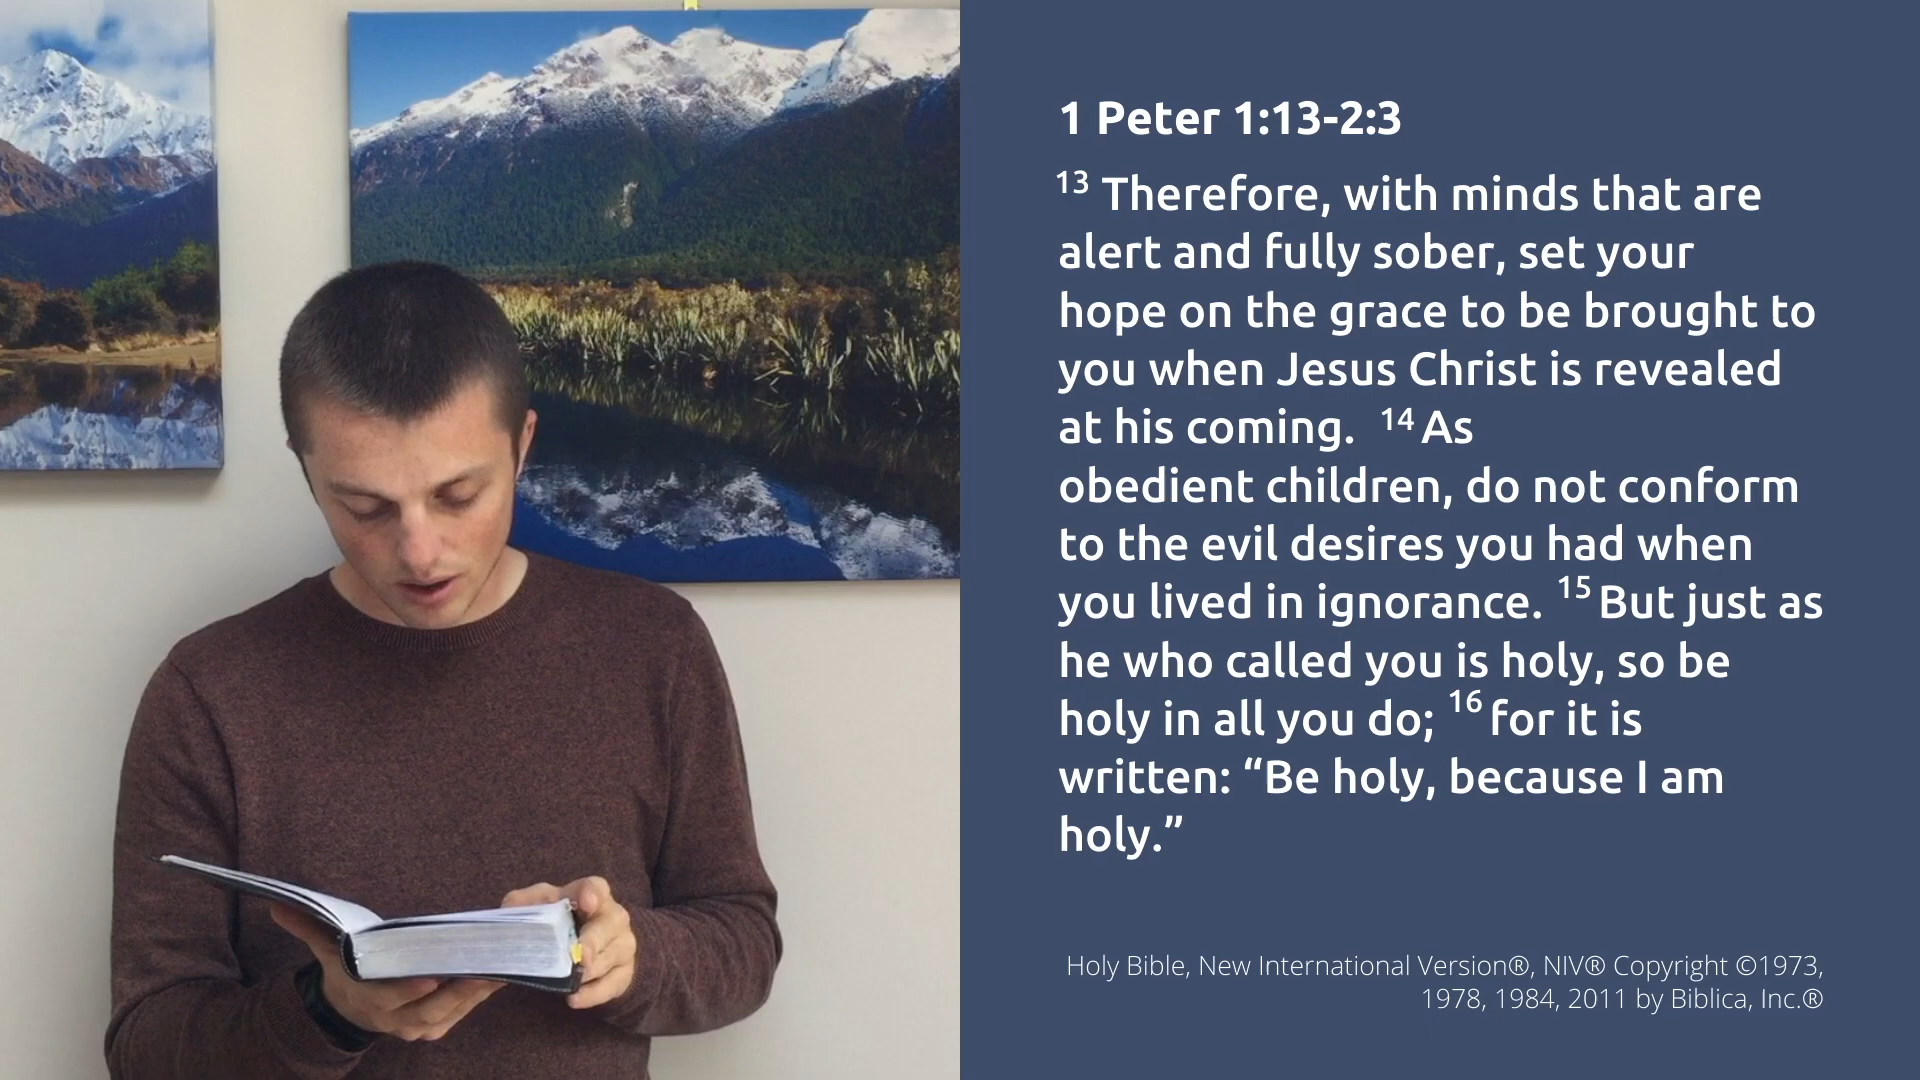 1 Peter 1:13-2:3
13 Therefore, with minds that are
alert and fully sober, set your
hope on the grace to be brought to
you when Jesus Christ is revealed
at his coming. 14 As
obedient children, do not conform
to the evil desires you had when
you lived in ignorance. 15 But just as
he who called you is holy, so be
holy in all you do; 16 for it is
written: “Be holy, because I am
holy.”
Holy Bible, New International Version®, NIV® Copyright ©1973,
1978, 1984, 2011 by Biblica, Inc.®